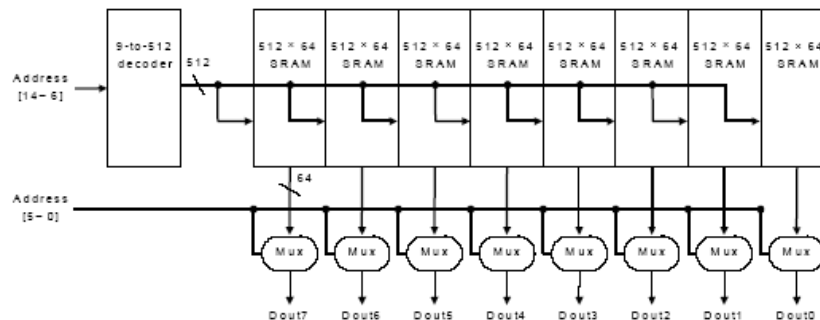 9-to-512
decoder
512
512 × 64
SRAM
512 × 64
SRAM
512 × 64
SRAM
512 × 64
SRAM
512 × 64
SRAM
512 × 64
SRAM
512 × 64
SRAM
512 × 64
SRAM
Address
[14–6]
64
Address
[5–0]
Mux
Mux
Mux
Mux
Mux
Mux
Mux
Mux
Dout7
Dout6
Dout5
Dout4
Dout3
Dout2
Dout1
Dout0